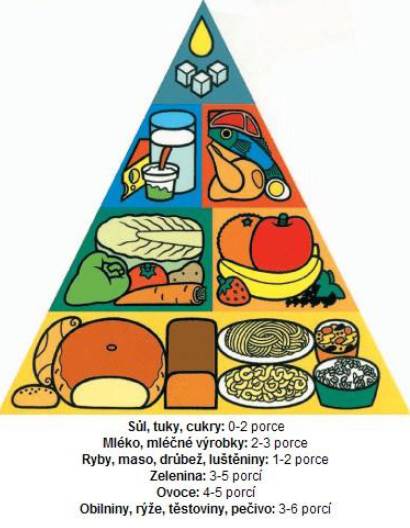 Sůl, tuky, cukry: 0-2 porce
Mléko, mléčné výrobky: 2-3 porce
Ryby, maso, drůbež, luštěniny: 1-2 porce
Zelenina: 3-5 porcí
Ovoce: 4-5 porcí
Obilniny, rýže, těstoviny, pečivo: 3-6 porcí